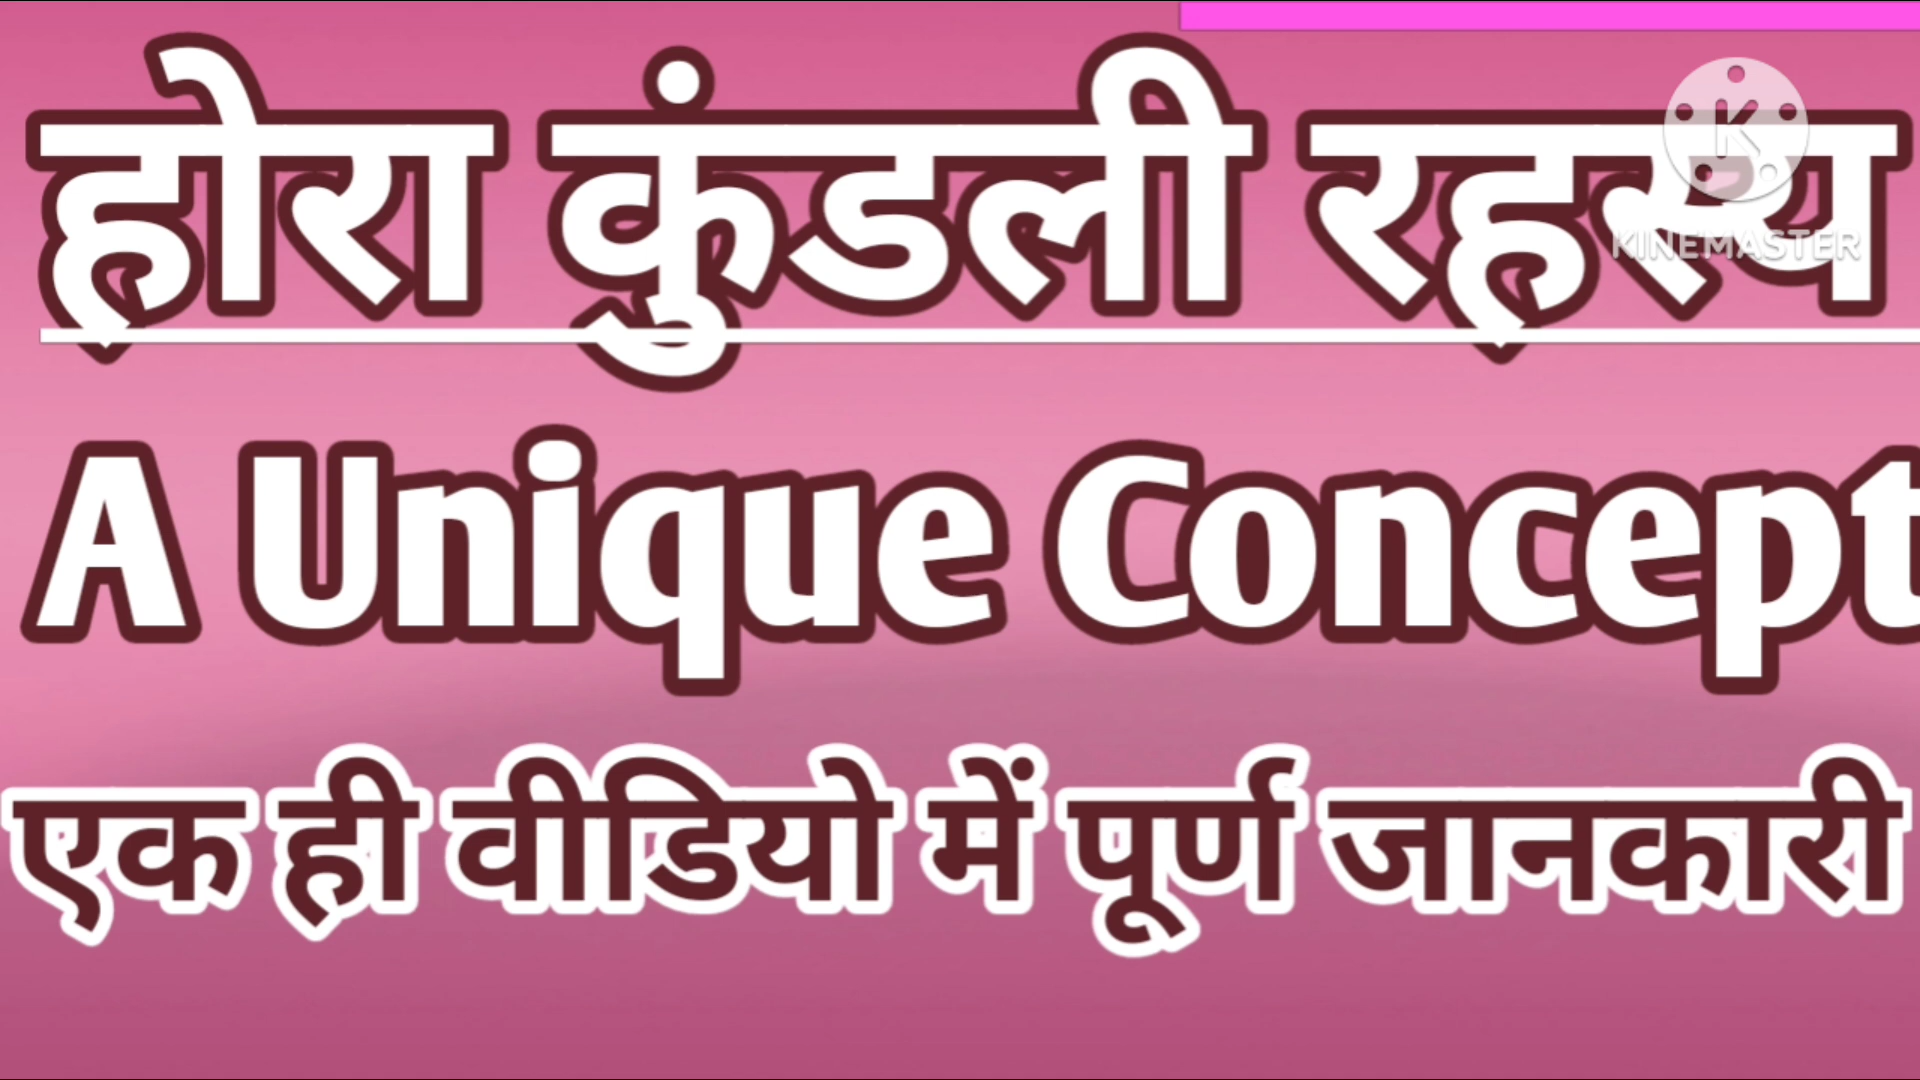 होरा कुंडली रहस्य
KINEMASTER
A Unique Concept
एक ही वीडियो में पूर्ण जानकारी